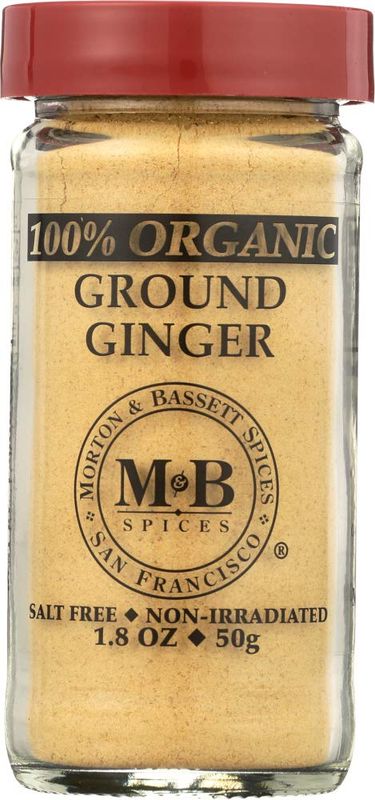 100% ORGANIC
GROUND
GINGER
MORTON & BASSETT SPICES
M&B
SPICES
SAN FRANCISCO
®
SALT FREE ◆ NON-IRRADIATED
1.8 OZ ◆ 50g